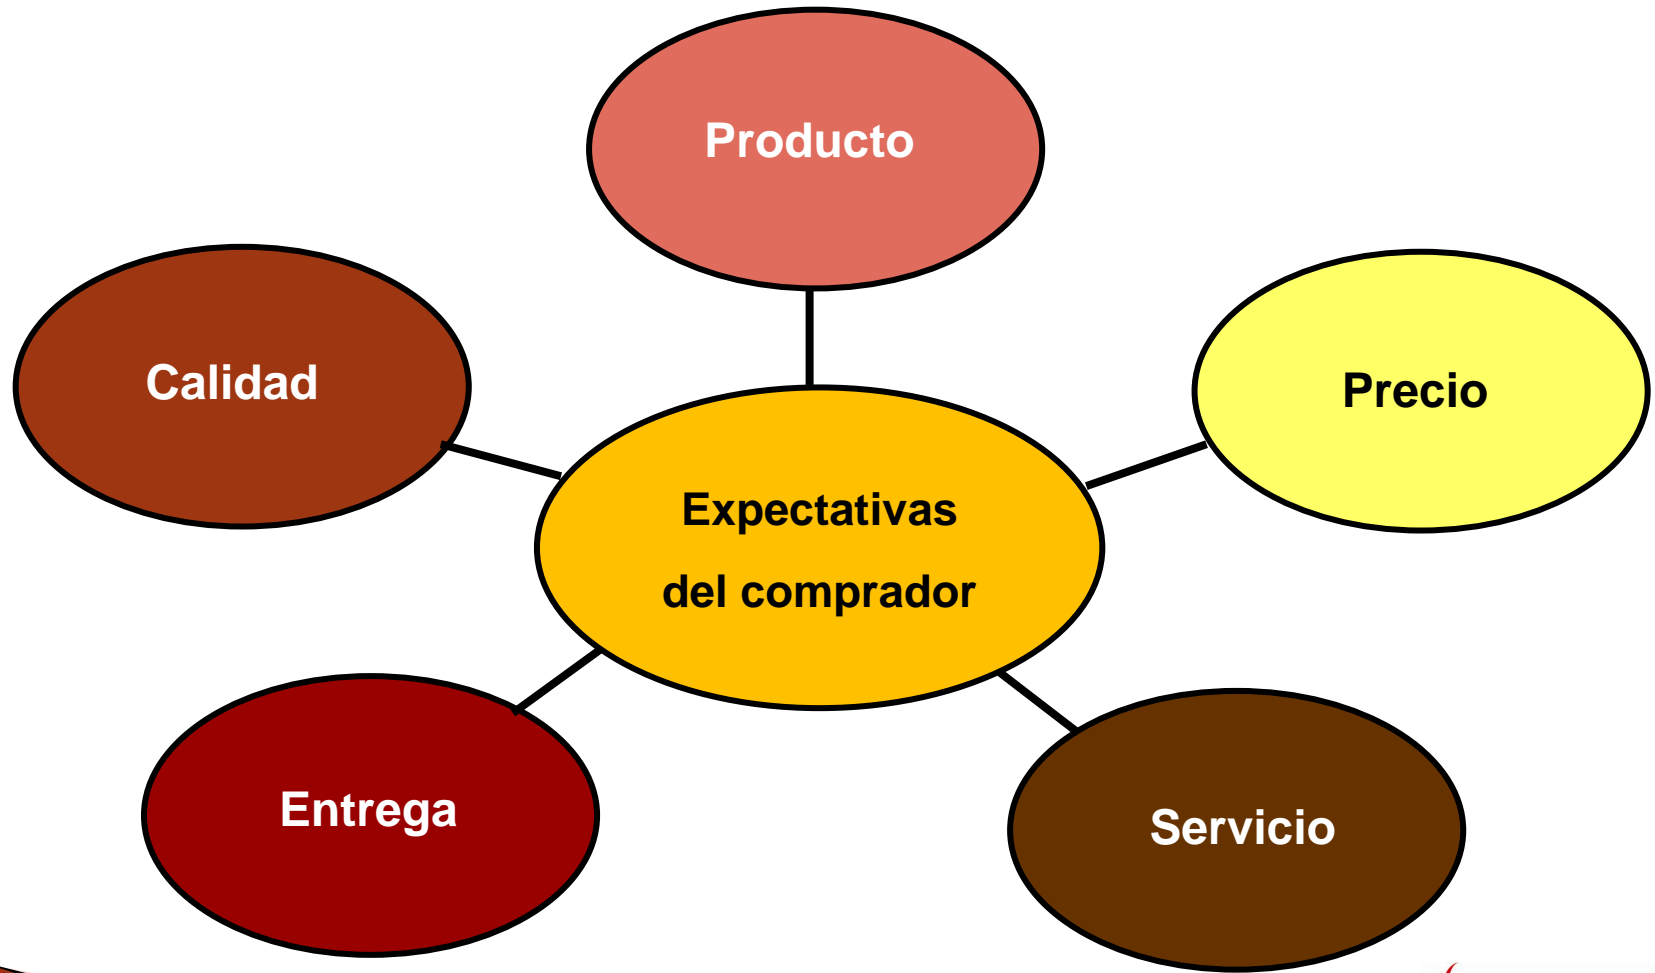 Producto
Calidad
Precio
Expectativas
del comprador
Entrega
Servicio